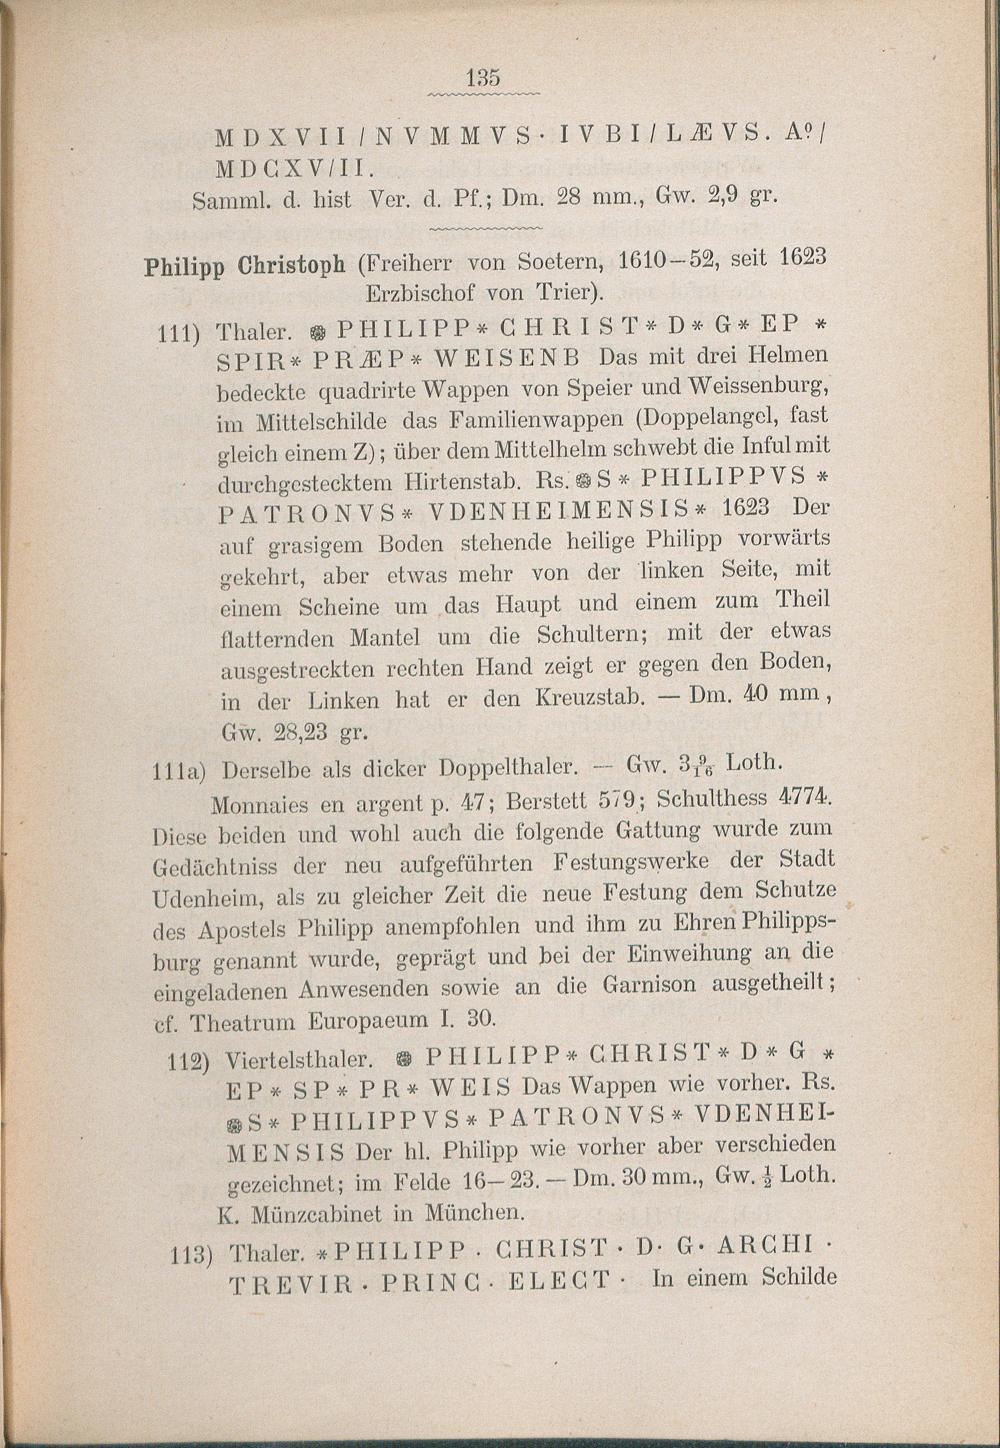 135
MDXVII/NVMMVS· IVBI/LÆVS. Aº/
MDCXV/II.
Samml. d. hist Ver. d. Pf.; Dm. 28 mm., Gw. 2,9 gr.
Philipp Christoph (Freiherr von Soetern, 1610—52, seit 1623
Erzbischof von Trier).
111) Thaler. ❁ PHILIPP* CHRIST* D* G* EP *
SPIR* PRÆP* WEISENB Das mit drei Helmen
bedeckte quadrirte Wappen von Speier und Weissenburg,
im Mittelschilde das Familienwappen (Doppelangel, fast
gleich einem Z); über dem Mittelhelm schwebt die Inful mit
durchgestecktem Hirtenstab. Rs. ❁ S* PHILIPPVS *
PATRONVS* VDENHEIMENSIS* 1623 Der
auf grasigem Boden stehende heilige Philipp vorwärts
gekehrt, aber etwas mehr von der linken Seite, mit
einem Scheine um das Haupt und einem zum Theil
flatternden Mantel um die Schultern; mit der etwas
ausgestreckten rechten Hand zeigt er gegen den Boden,
in der Linken hat er den Kreuzstab. — Dm. 40 mm,
Gw. 28,23 gr.
111a) Derselbe als dicker Doppelthaler. — Gw. 3 9/16 Loth.
Monnaies en argent p. 47; Berstett 579; Schulthess 4774.
Diese beiden und wohl auch die folgende Gattung wurde zum
Gedächtniss der neu aufgeführten Festungswerke der Stadt
Udenheim, als zu gleicher Zeit die neue Festung dem Schutze
des Apostels Philipp anempfohlen und ihm zu Ehren Philipps-
burg genannt wurde, geprägt und bei der Einweihung an die
eingeladenen Anwesenden sowie an die Garnison ausgetheilt;
cf. Theatrum Europaeum I. 30.
112) Viertelsthaler. ❁ PHILIPP* CHRIST* D* G *
EP* SP* PR* WEIS Das Wappen wie vorher. Rs.
❁ S* PHILIPPVS* PATRONVS* VDENHEI-
MENSIS Der hl. Philipp wie vorher aber verschieden
gezeichnet; im Felde 16—23. — Dm. 30 mm., Gw. ½ Loth.
K. Münzcabinet in München.
113) Thaler. *PHILIPP · CHRIST · D· G· ARCHI ·
TREVIR · PRINC · ELECT · In einem Schilde